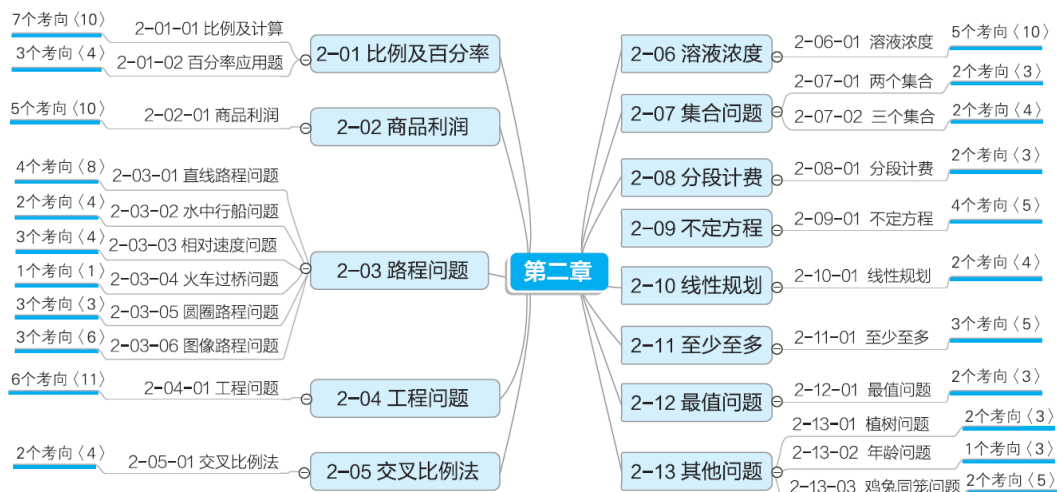 第二章
2-01 比例及百分率
2-01-01 比例及计算
7个考向〈10〉
2-01-02 百分率应用题
3个考向〈4〉
2-02 商品利润
2-02-01 商品利润
5个考向〈10〉
2-03 路程问题
2-03-01 直线路程问题
4个考向〈8〉
2-03-02 水中行船问题
2个考向〈4〉
2-03-03 相对速度问题
3个考向〈4〉
2-03-04 火车过桥问题
1个考向〈1〉
2-03-05 圆圈路程问题
3个考向〈3〉
2-03-06 图像路程问题
3个考向〈6〉
2-04 工程问题
2-04-01 工程问题
6个考向〈11〉
2-05 交叉比例法
2-05-01 交叉比例法
2个考向〈4〉
2-06 溶液浓度
2-06-01 溶液浓度
5个考向〈10〉
2-07 集合问题
2-07-01 两个集合
2个考向〈3〉
2-07-02 三个集合
2个考向〈4〉
2-08 分段计费
2-08-01 分段计费
2个考向〈3〉
2-09 不定方程
2-09-01 不定方程
4个考向〈5〉
2-10 线性规划
2-10-01 线性规划
2个考向〈4〉
2-11 至少至多
2-11-01 至少至多
3个考向〈5〉
2-12 最值问题
2-12-01 最值问题
2个考向〈3〉
2-13 其他问题
2-13-01 植树问题
2个考向〈3〉
2-13-02 年龄问题
1个考向〈3〉
2-13-03 鸡兔同笼问题
2个考向〈5〉